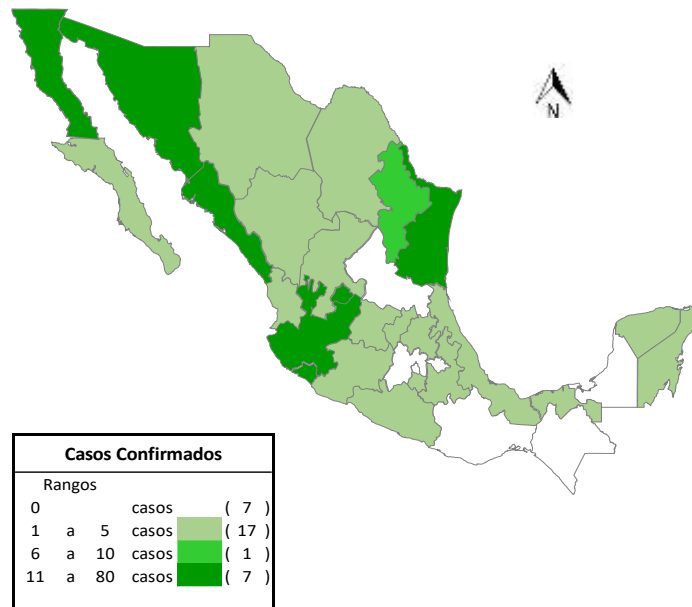 N
Casos Confirmados
Rangos
0 casos ( 7 )
1 a 5 casos ( 17 )
6 a 10 casos ( 1 )
11 a 80 casos ( 7 )